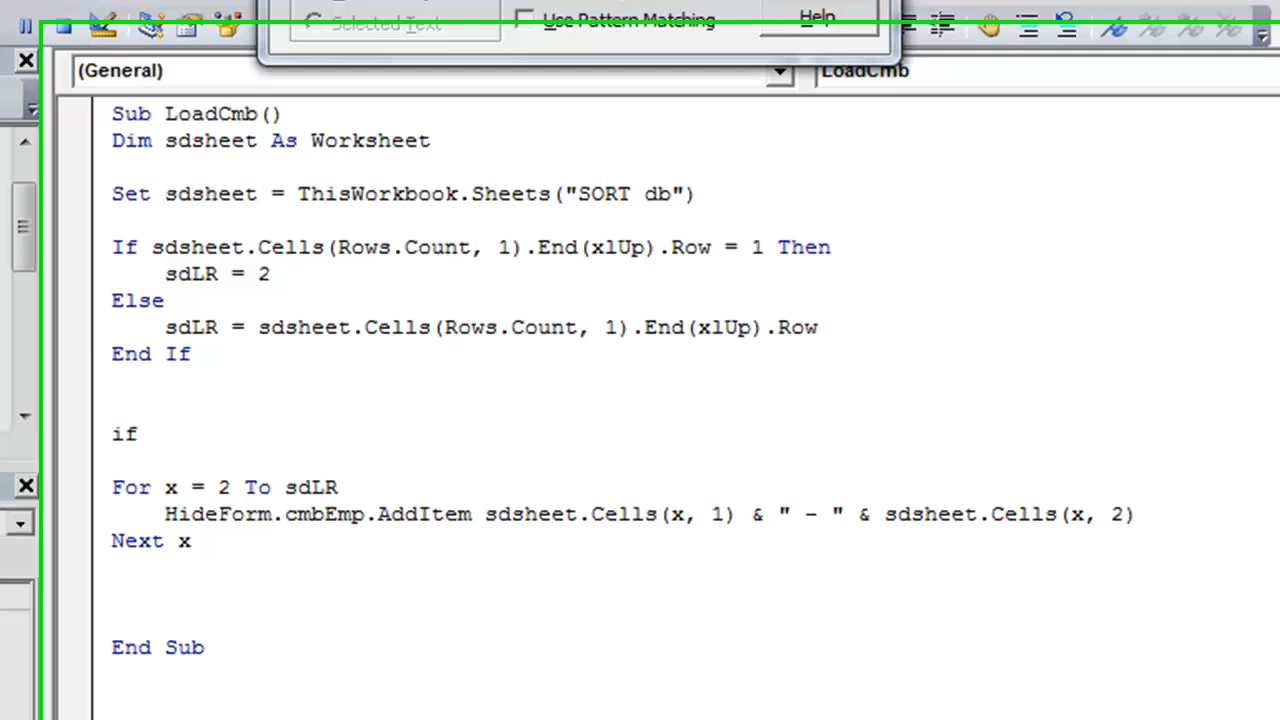 Selected Text
Use Pattern Matching
Help
(General)
LoadCmb
Sub LoadCmb()
Dim sdsheet As Worksheet
Set sdsheet = ThisWorkbook.Sheets("SORT db")
If sdsheet.Cells(Rows.Count, 1).End(xlUp).Row = 1 Then
    sdLR = 2
Else
    sdLR = sdsheet.Cells(Rows.Count, 1).End(xlUp).Row
End If
if
For x = 2 To sdLR
    HideForm.cmbEmp.AddItem sdsheet.Cells(x, 1) & " - " & sdsheet.Cells(x, 2)
Next x
End Sub